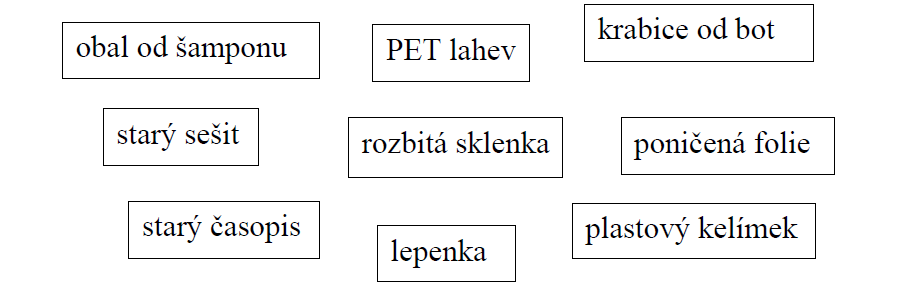 obal od šamponu
PET lahev
krabice od bot
starý sešit
rozbitá sklenka
poničená folie
starý časopis
lepenka
plastový kelímek